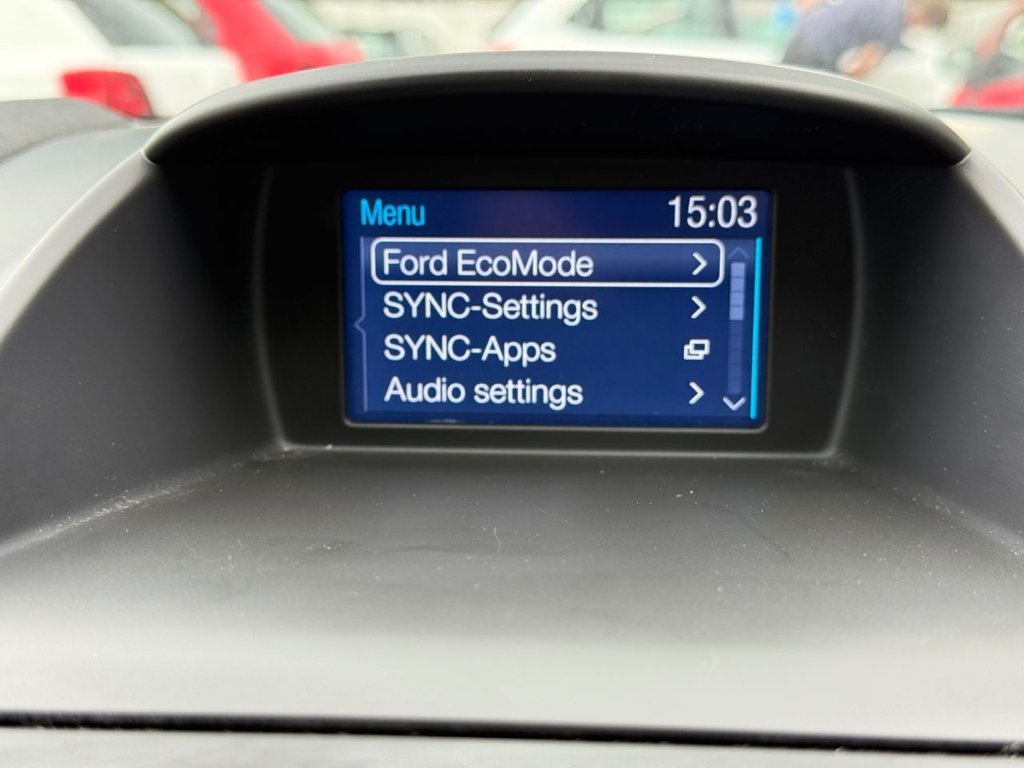 Menu 15:03
Ford EcoMode
SYNC-Settings
SYNC-Apps
Audio settings